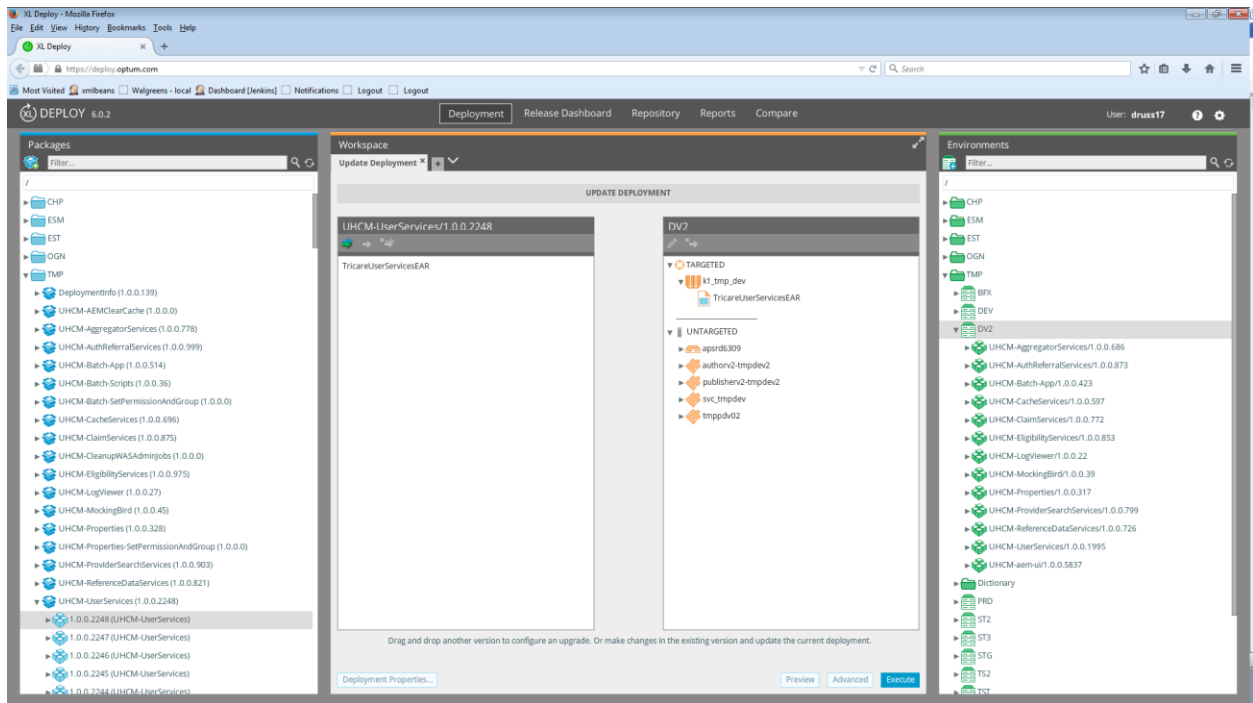 XL Deploy - Mozilla Firefox
File Edit View History Bookmarks Tools Help
XL Deploy × +
https://deploy.optum.com
Search
Most Visited xmlbeans Walgreens - local Dashboard [Jenkins] Notifications Logout Logout
XL DEPLOY 6.0.2
Deployment Release Dashboard Repository Reports Compare
User: druss17
Packages
Filter...
/
CHP
ESM
EST
OGN
TMP
DeploymentInfo (1.0.0.139)
UHCM-AEMClearCache (1.0.0.0)
UHCM-AggregatorServices (1.0.0.778)
UHCM-AuthReferralServices (1.0.0.999)
UHCM-Batch-App (1.0.0.514)
UHCM-Batch-Scripts (1.0.0.36)
UHCM-Batch-SetPermissionAndGroup (1.0.0.0)
UHCM-CacheServices (1.0.0.696)
UHCM-ClaimServices (1.0.0.875)
UHCM-CleanupWASAdminJobs (1.0.0.0)
UHCM-EligibilityServices (1.0.0.975)
UHCM-LogViewer (1.0.0.27)
UHCM-MockingBird (1.0.0.45)
UHCM-Properties (1.0.0.328)
UHCM-Properties-SetPermissionAndGroup (1.0.0.0)
UHCM-ProviderSearchServices (1.0.0.903)
UHCM-ReferenceDataServices (1.0.0.821)
UHCM-UserServices (1.0.0.2248)
1.0.0.2248 (UHCM-UserServices)
1.0.0.2247 (UHCM-UserServices)
1.0.0.2246 (UHCM-UserServices)
1.0.0.2245 (UHCM-UserServices)
1.0.0.2244 (UHCM-UserServices)
Workspace
Update Deployment × +
UPDATE DEPLOYMENT
UHCM-UserServices/1.0.0.2248
TricareUserServicesEAR
DV2
TARGETED
k1_tmp_dev
TricareUserServicesEAR
UNTARGETED
apsrd6309
authorv2-tmpdev2
publisherv2-tmpdev2
svc_tmpdev
tmppdv02
Drag and drop another version to configure an upgrade. Or make changes in the existing version and update the current deployment.
Deployment Properties... Preview Advanced Execute
Environments
Filter...
/
CHP
ESM
EST
OGN
TMP
BFX
DEV
DV2
UHCM-AggregatorServices/1.0.0.686
UHCM-AuthReferralServices/1.0.0.873
UHCM-Batch-App/1.0.0.423
UHCM-CacheServices/1.0.0.597
UHCM-ClaimServices/1.0.0.772
UHCM-EligibilityServices/1.0.0.853
UHCM-LogViewer/1.0.0.22
UHCM-MockingBird/1.0.0.39
UHCM-Properties/1.0.0.317
UHCM-ProviderSearchServices/1.0.0.799
UHCM-ReferenceDataServices/1.0.0.726
UHCM-UserServices/1.0.0.1995
UHCM-aem-ui/1.0.0.5837
Dictionary
PRD
ST2
ST3
STG
TS2
TST